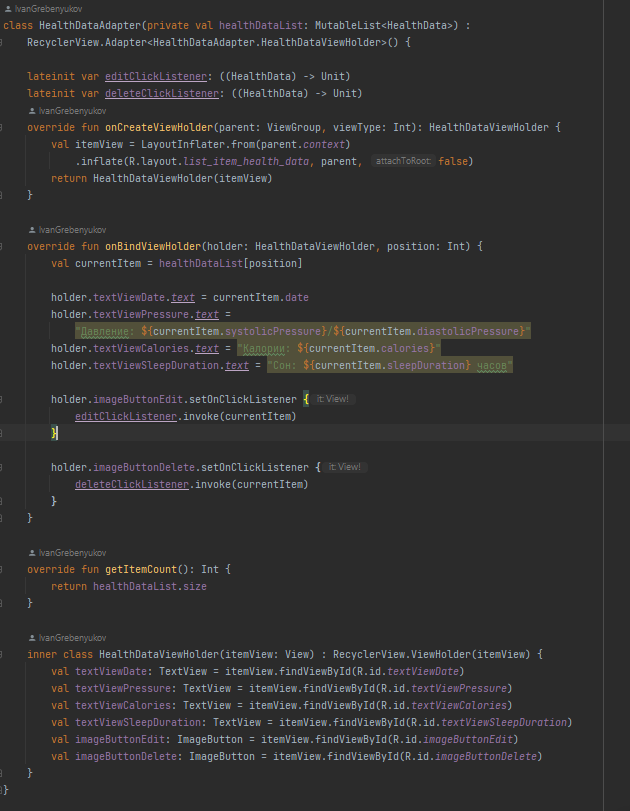 IvanGrebenyukov
class HealthDataAdapter(private val healthDataList: MutableList<HealthData>) :
    RecyclerView.Adapter<HealthDataAdapter.HealthDataViewHolder>() {
    lateinit var editClickListener: ((HealthData) -> Unit)
    lateinit var deleteClickListener: ((HealthData) -> Unit)
    IvanGrebenyukov
    override fun onCreateViewHolder(parent: ViewGroup, viewType: Int): HealthDataViewHolder {
        val itemView = LayoutInflater.from(parent.context)
            .inflate(R.layout.list_item_health_data, parent, attachToRoot: false)
        return HealthDataViewHolder(itemView)
    }
    IvanGrebenyukov
    override fun onBindViewHolder(holder: HealthDataViewHolder, position: Int) {
        val currentItem = healthDataList[position]
        holder.textViewDate.text = currentItem.date
        holder.textViewPressure.text =
            "Давление: ${currentItem.systolicPressure}/${currentItem.diastolicPressure}"
        holder.textViewCalories.text = "Калории: ${currentItem.calories}"
        holder.textViewSleepDuration.text = "Сон: ${currentItem.sleepDuration} часов"
        holder.imageButtonEdit.setOnClickListener { it: View!
            editClickListener.invoke(currentItem)
        }
        holder.imageButtonDelete.setOnClickListener { it: View!
            deleteClickListener.invoke(currentItem)
        }
    }
    IvanGrebenyukov
    override fun getItemCount(): Int {
        return healthDataList.size
    }
    IvanGrebenyukov
    inner class HealthDataViewHolder(itemView: View) : RecyclerView.ViewHolder(itemView) {
        val textViewDate: TextView = itemView.findViewById(R.id.textViewDate)
        val textViewPressure: TextView = itemView.findViewById(R.id.textViewPressure)
        val textViewCalories: TextView = itemView.findViewById(R.id.textViewCalories)
        val textViewSleepDuration: TextView = itemView.findViewById(R.id.textViewSleepDuration)
        val imageButtonEdit: ImageButton = itemView.findViewById(R.id.imageButtonEdit)
        val imageButtonDelete: ImageButton = itemView.findViewById(R.id.imageButtonDelete)
    }
}